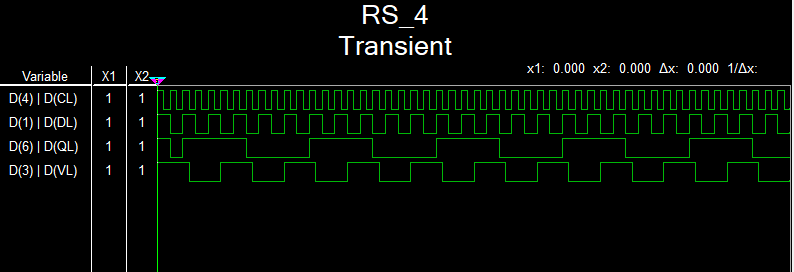 RS_4
Transient
x1: 0.000 x2: 0.000 Δx: 0.000 1/Δx:
Variable X1 X2
D(4) | D(CL) 1 1
D(1) | D(DL) 1 1
D(6) | D(QL) 1 1
D(3) | D(VL) 1 1